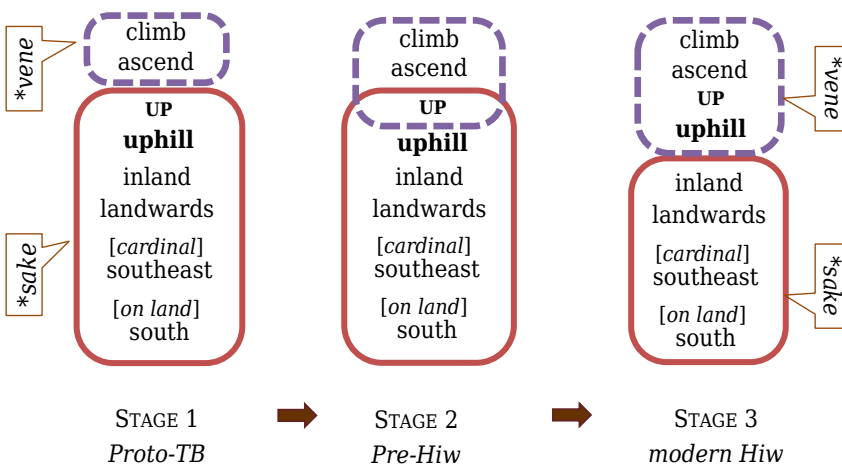 *vene
climb
ascend
UP
uphill
inland
landwards
[cardinal]
southeast
[on land]
south
*sake
STAGE 1
Proto-TB
climb
ascend
UP
uphill
inland
landwards
[cardinal]
southeast
[on land]
south
STAGE 2
Pre-Hiw
climb
ascend
UP
uphill
inland
landwards
[cardinal]
southeast
[on land]
south
*vene
*sake
STAGE 3
modern Hiw